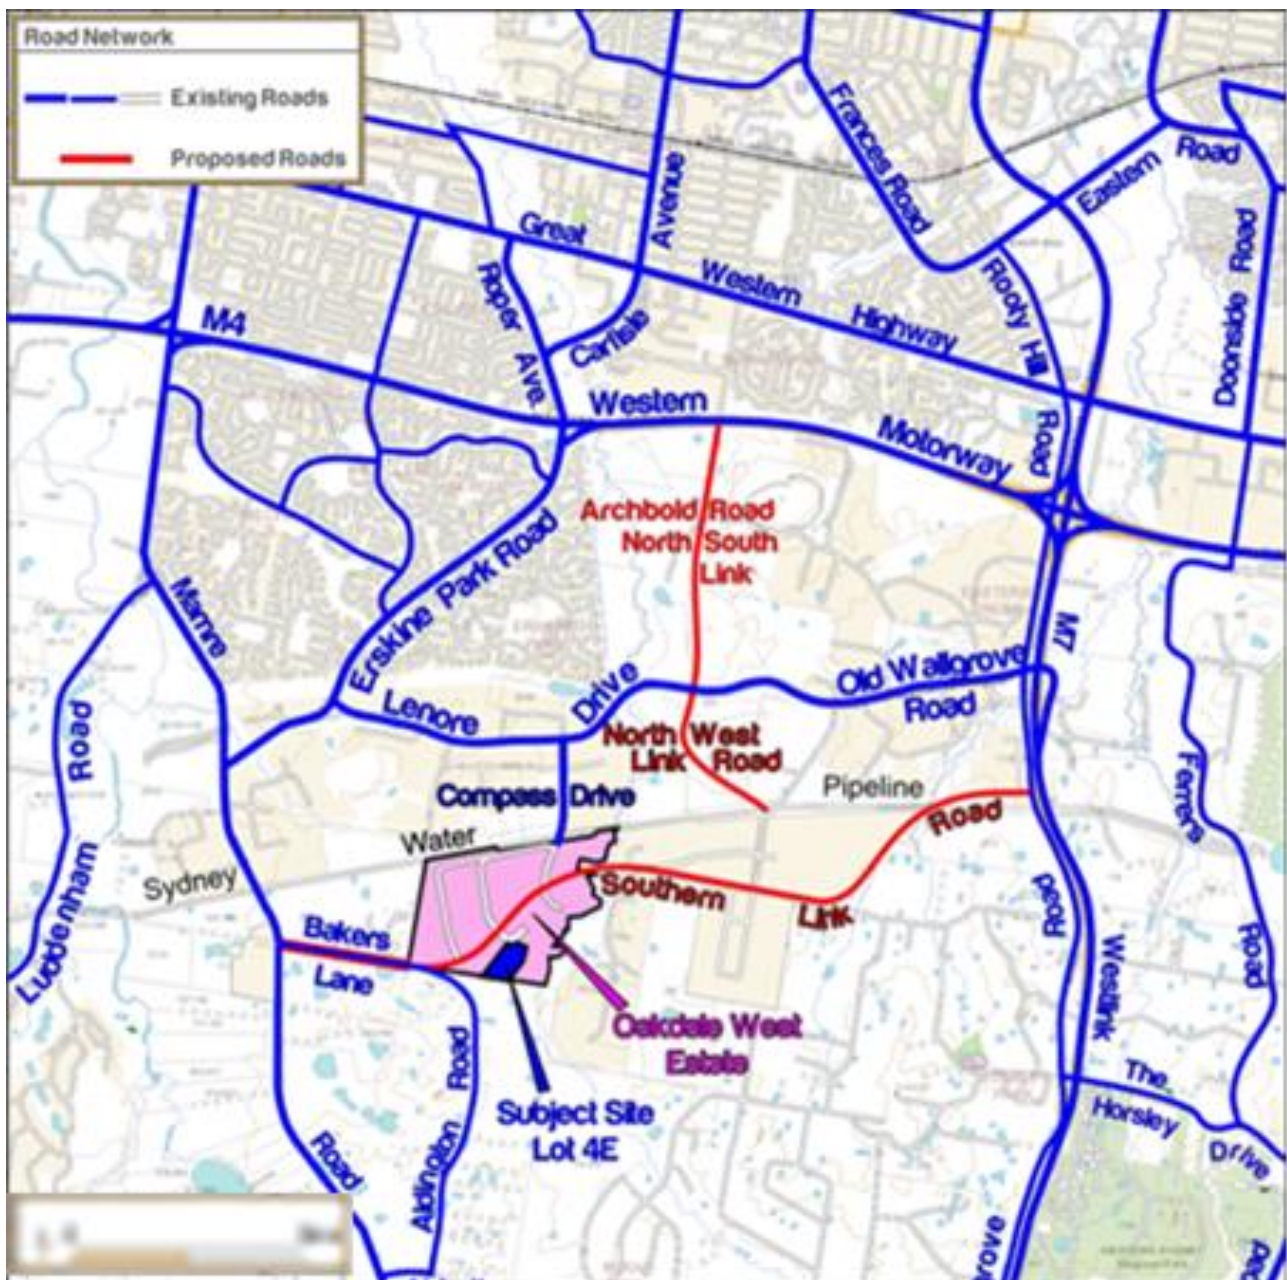 Road Network
Existing Roads
Proposed Roads
Frances Road
Eastern
Road
Avenue
Great
Western
Highway
Rooty Hill
Road
Doonside Road
Roper
Ave.
Carlisle
M4
Western
Motorway
Archbold Road
North South
Link
Mamre
Erskine Park Road
M7
Lenore
Drive
Old Wallgrove
Road
Luddenham
Road
North West
Link Road
Compass Drive
Pipeline
Ferrers
Road
Water
Sydney
Southern
Link
Road
Bakers
Lane
Road
Westlink
Oakdale West
Estate
Aldington
Road
Subject Site
Lot 4E
Road
The
Horsley
Drive
rove